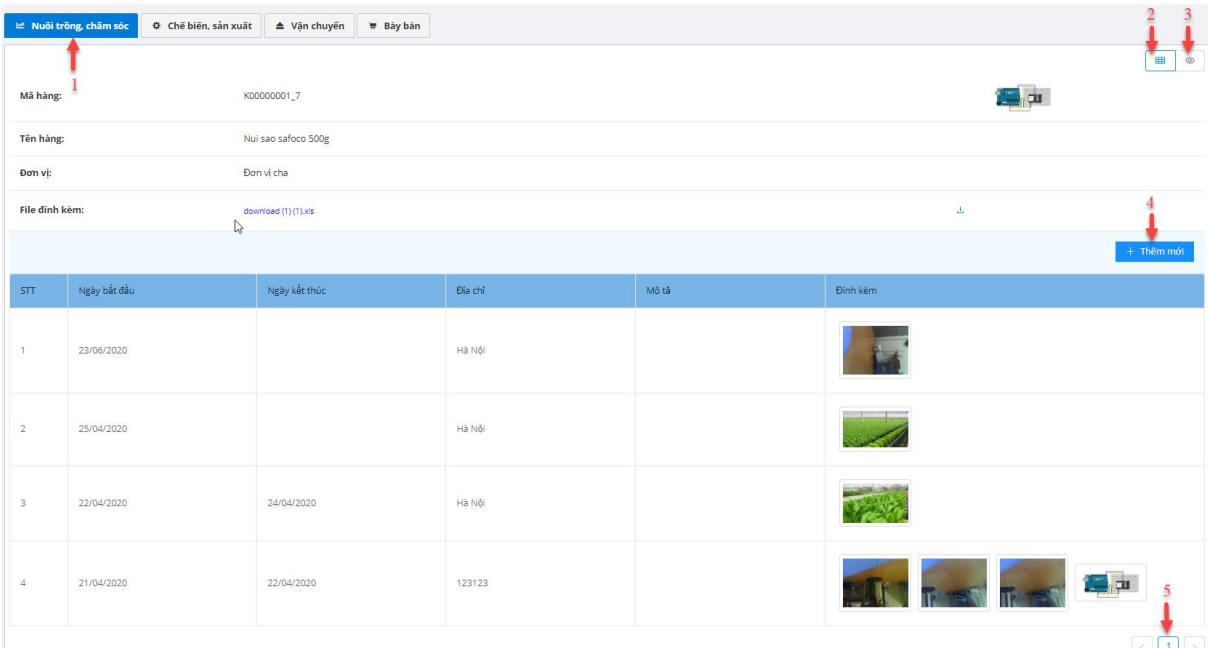 Nuôi trồng, chăm sóc Chế biến, sản xuất Vận chuyển Bày bán
2 3
1
Mã hàng: K00000001_7
Tên hàng: Nui sao safoco 500g
Đơn vị: Đơn vị cha
File đính kèm: download (1) (1).xls
4
+ Thêm mới
STT Ngày bắt đầu Ngày kết thúc Địa chỉ Mô tả Đính kèm
1 23/06/2020 Hà Nội
2 25/04/2020 Hà Nội
3 22/04/2020 24/04/2020 Hà Nội
4 21/04/2020 22/04/2020 123123
5
< 1 >